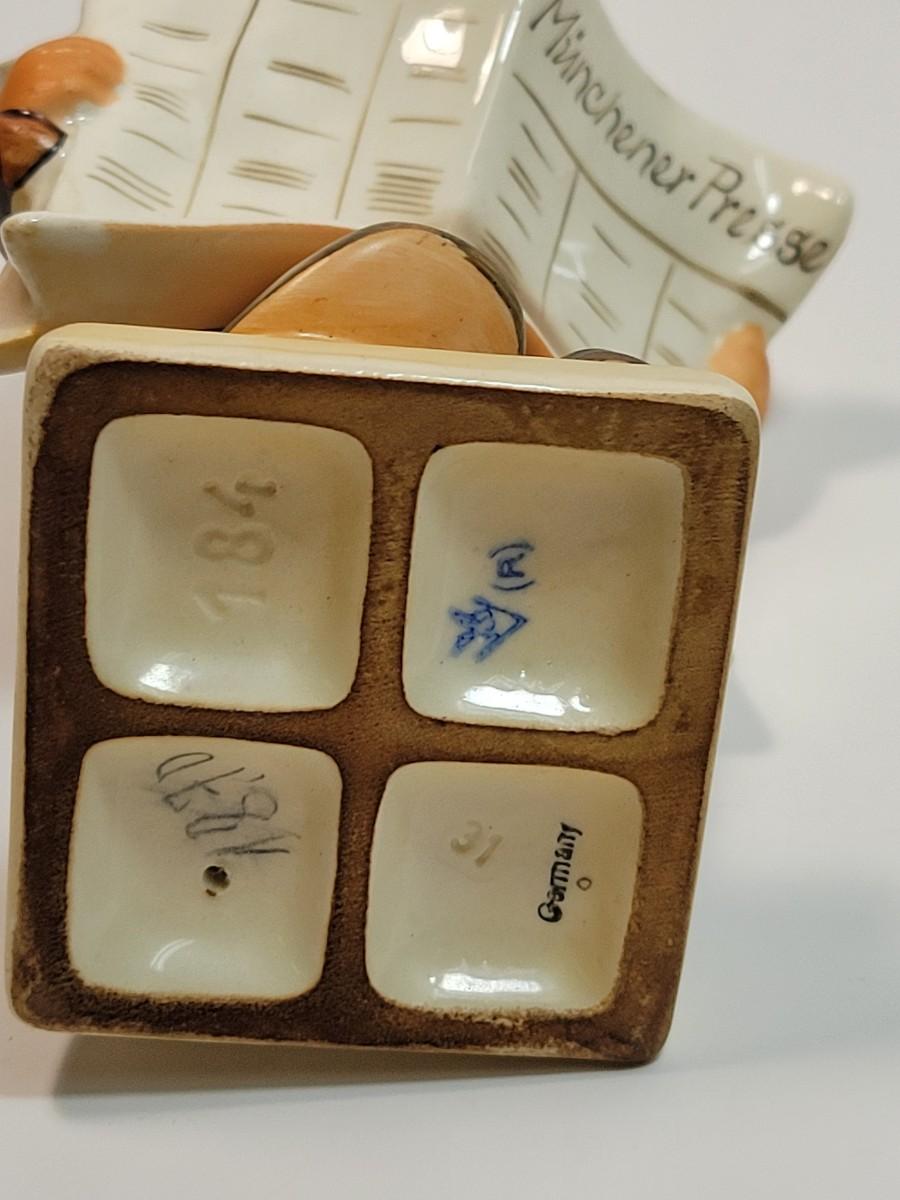 Münchener Presse
184
(R)
31
Germany